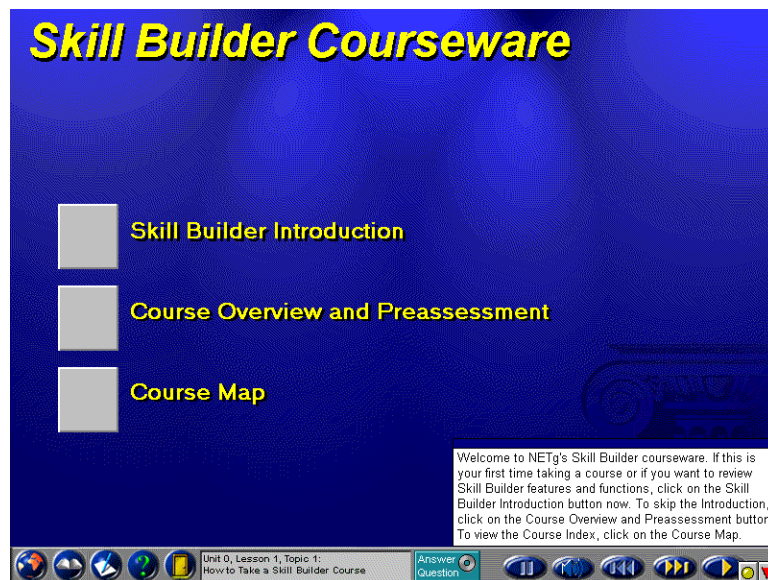 Skill Builder Courseware
Skill Builder Introduction
Course Overview and Preassessment
Course Map
Welcome to NETg's Skill Builder courseware. If this is
your first time taking a course or if you want to review
Skill Builder features and functions, click on the Skill
Builder Introduction button now. To skip the Introduction,
click on the Course Overview and Preassessment button
To view the Course Index, click on the Course Map.
Unit 0, Lesson 1, Topic 1:
How to Take a Skill Builder Course
Answer
Question
?